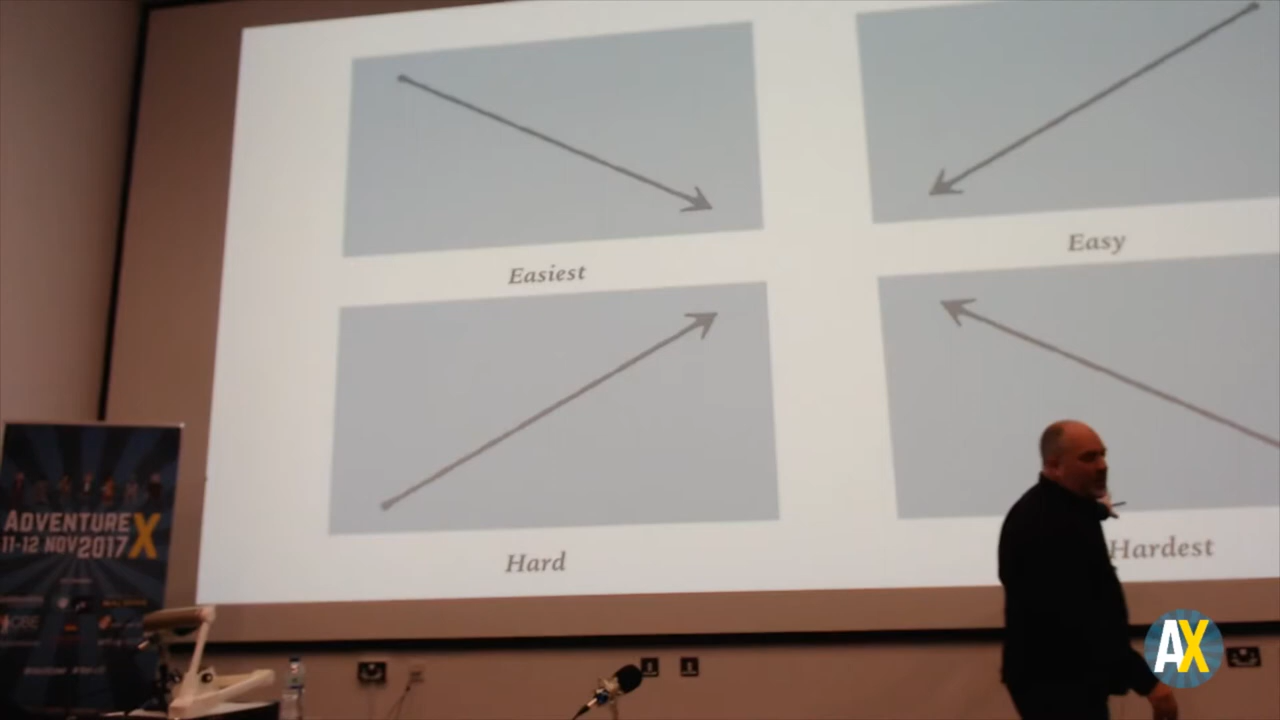 Easiest
Easy
Hard
Hardest
ADVENTURE X
11-12 NOV 2017
AX